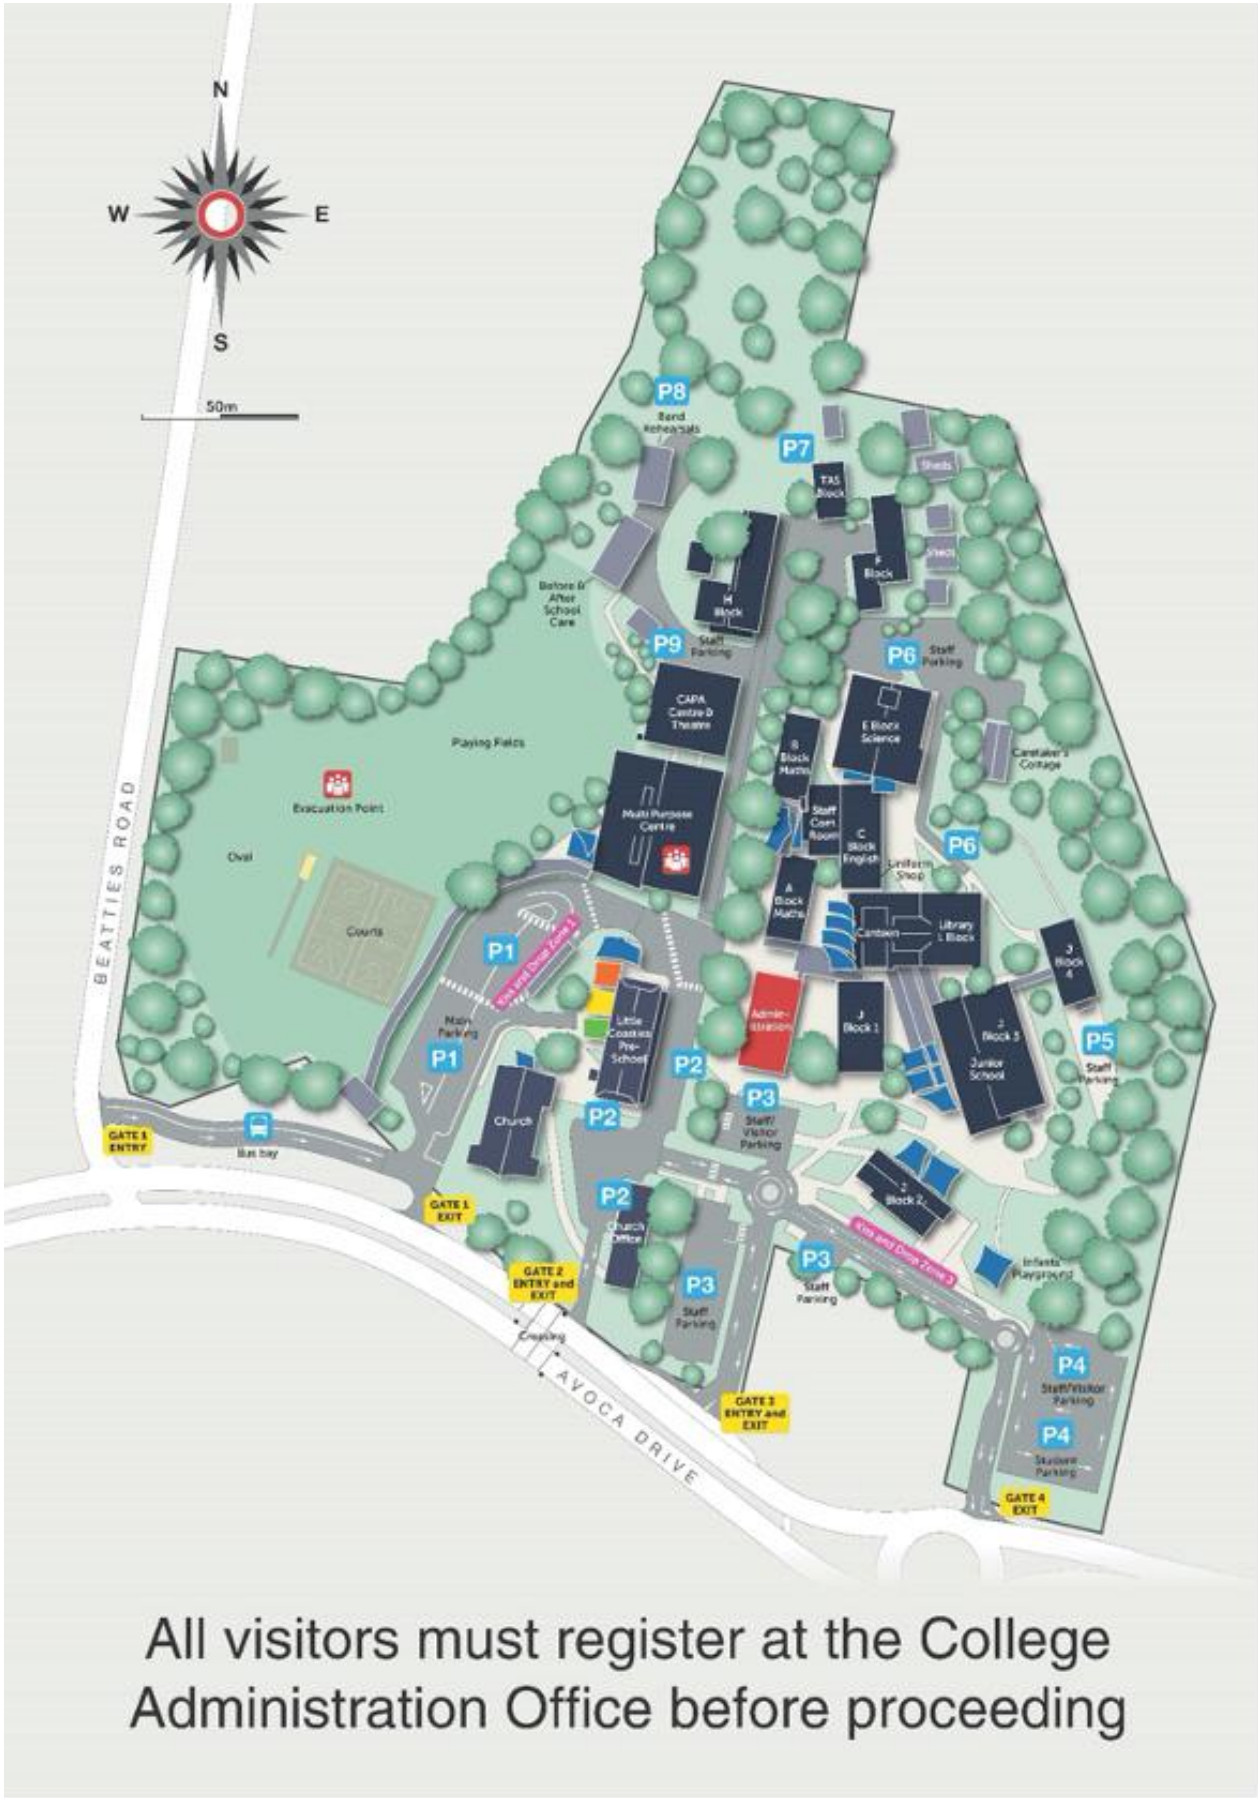 N
W
E
S
50m
P8
Band
Rehearsals
P7
TAS
Block
Sheds
Sheds
F
Block
H
Block
Before &
After
School
Care
P9
Staff
Parking
P6
Staff
Parking
CAPA
Centre &
Theatre
E Block
Science
B
Block
Maths
Caretaker's
Cottage
Playing Fields
Evacuation Point
Multi Purpose
Centre
Staff
Com.
Room
C
Block
English
P6
Uniform
Shop
Oval
A
Block
Maths
Canteen
Library
L Block
Courts
P1
Kiss and Drop Zone 1
J
Block
4
BEATIES ROAD
Main
Parking
P1
Little
Coasties
Pre-
School
Admin-
istration
J
Block 1
J
Block 3
Junior
School
P5
Staff
Parking
P2
P3
Staff/
Visitor
Parking
Church
P2
GATE 1
ENTRY
Bus bay
GATE 1
EXIT
P2
Church
Office
J
Block 2
Kiss and Drop Zone 3
P3
Staff
Parking
Infants
Playground
GATE 2
ENTRY and
EXIT
P3
Staff
Parking
Crossing
P4
Staff/Visitor
Parking
AVOCA DRIVE
GATE 3
ENTRY and
EXIT
P4
Student
Parking
GATE 4
EXIT
All visitors must register at the College
Administration Office before proceeding